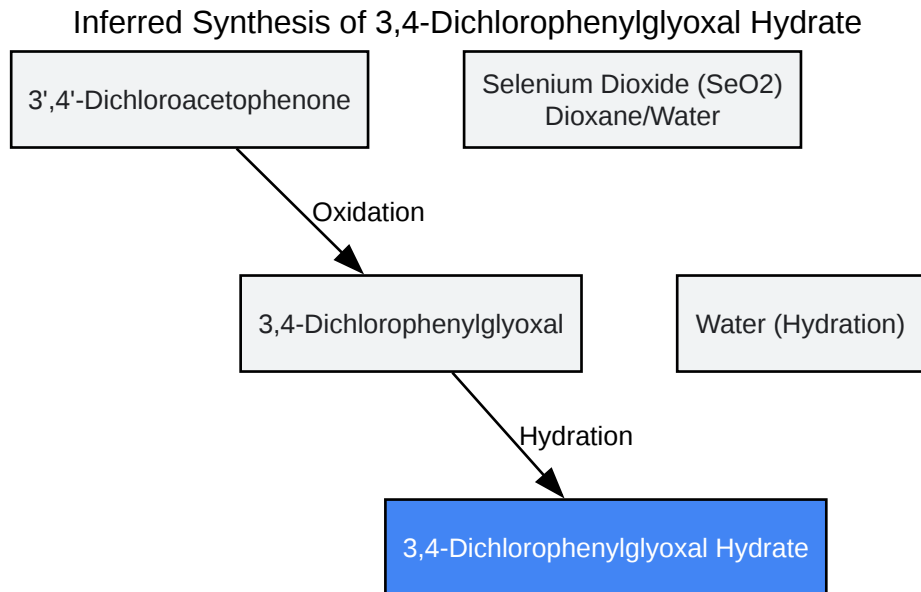 Inferred Synthesis of 3,4-Dichlorophenylglyoxal Hydrate
3',4'-Dichloroacetophenone
Selenium Dioxide (SeO2)
Dioxane/Water
Oxidation
3,4-Dichlorophenylglyoxal
Water (Hydration)
Hydration
3,4-Dichlorophenylglyoxal Hydrate